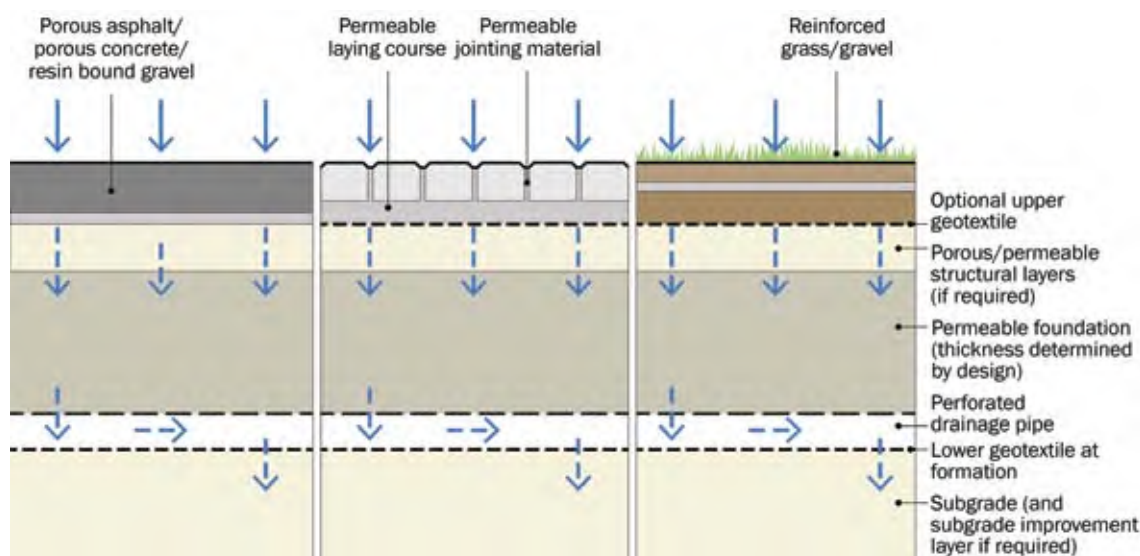 Porous asphalt/
porous concrete/
resin bound gravel
Permeable
laying course
Permeable
jointing material
Reinforced
grass/gravel
Optional upper
geotextile
Porous/permeable
structural layers
(if required)
Permeable foundation
(thickness determined
by design)
Perforated
drainage pipe
Lower geotextile at
formation
Subgrade (and
subgrade improvement
layer if required)